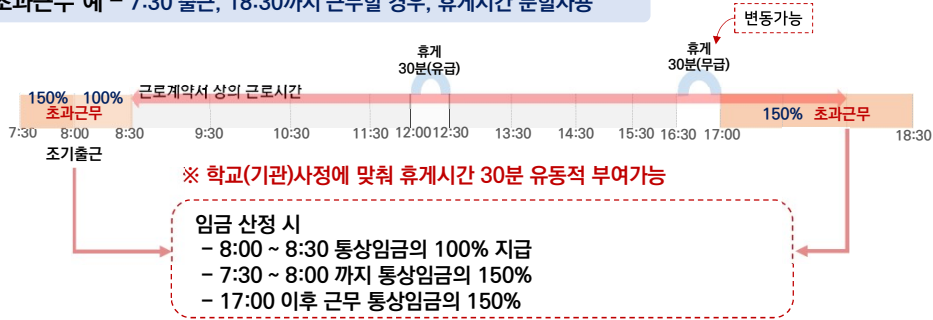 초과근무 예 - 7:30 출근, 18:30까지 근무할 경우, 휴게시간 분할사용
변동가능
휴게
30분(유급)
휴게
30분(무급)
150% 100% 근로계약서 상의 근로시간
초과근무
150% 초과근무
7:30 8:00 8:30 9:30 10:30 11:30 12:00 12:30 13:30 14:30 15:30 16:30 17:00 18:30
조기출근
※ 학교(기관)사정에 맞춰 휴게시간 30분 유동적 부여가능
임금 산정 시
- 8:00 ~ 8:30 통상임금의 100% 지급
- 7:30 ~ 8:00 까지 통상임금의 150%
- 17:00 이후 근무 통상임금의 150%